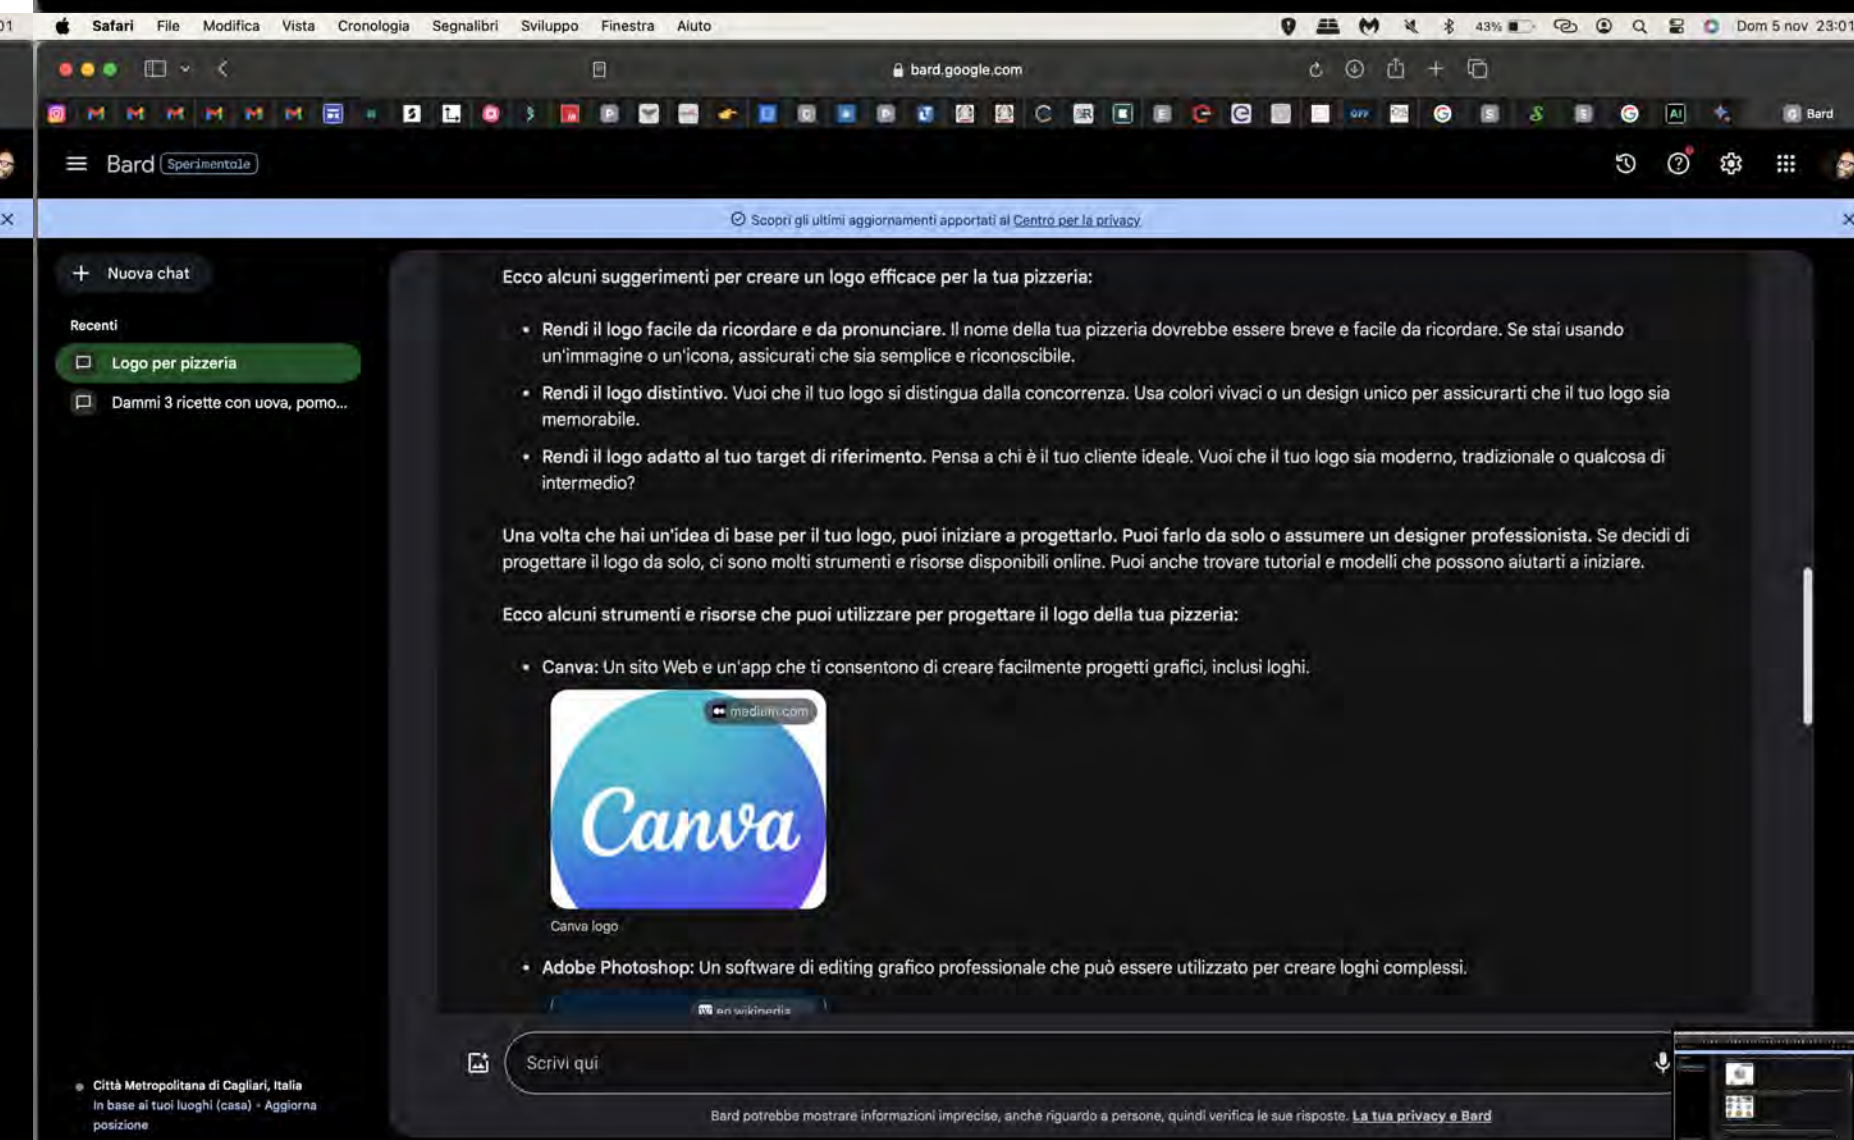 01
Safari File Modifica Vista Cronologia Segnalibri Sviluppo Finestra Aiuto 43% Dom 5 nov 23:01
bard.google.com
Bard
Bard Sperimentale
Scopri gli ultimi aggiornamenti apportati al Centro per la privacy
Nuova chat
Recenti
Logo per pizzeria
Dammi 3 ricette con uova, pomo...
Ecco alcuni suggerimenti per creare un logo efficace per la tua pizzeria:
• Rendi il logo facile da ricordare e da pronunciare. Il nome della tua pizzeria dovrebbe essere breve e facile da ricordare. Se stai usando
un'immagine o un'icona, assicurati che sia semplice e riconoscibile.
• Rendi il logo distintivo. Vuoi che il tuo logo si distingua dalla concorrenza. Usa colori vivaci o un design unico per assicurarti che il tuo logo sia
memorabile.
• Rendi il logo adatto al tuo target di riferimento. Pensa a chi è il tuo cliente ideale. Vuoi che il tuo logo sia moderno, tradizionale o qualcosa di
intermedio?
Una volta che hai un'idea di base per il tuo logo, puoi iniziare a progettarlo. Puoi farlo da solo o assumere un designer professionista. Se decidi di
progettare il logo da solo, ci sono molti strumenti e risorse disponibili online. Puoi anche trovare tutorial e modelli che possono aiutarti a iniziare.
Ecco alcuni strumenti e risorse che puoi utilizzare per progettare il logo della tua pizzeria:
• Canva: Un sito Web e un'app che ti consentono di creare facilmente progetti grafici, inclusi loghi.
medium.com
Canva
Canva logo
• Adobe Photoshop: Un software di editing grafico professionale che può essere utilizzato per creare loghi complessi.
en.wikipedia
Scrivi qui
Città Metropolitana di Cagliari, Italia
In base ai tuoi luoghi (casa) • Aggiorna
posizione
Bard potrebbe mostrare informazioni imprecise, anche riguardo a persone, quindi verifica le sue risposte. La tua privacy e Bard